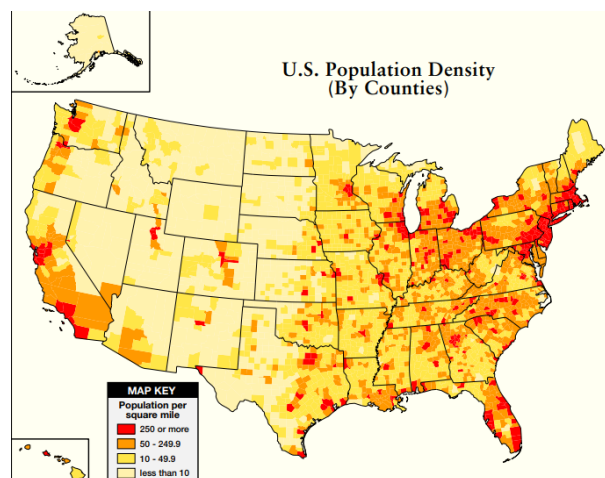 U.S. Population Density
(By Counties)
MAP KEY
Population per
square mile
250 or more
50 - 249.9
10 - 49.9
less than 10